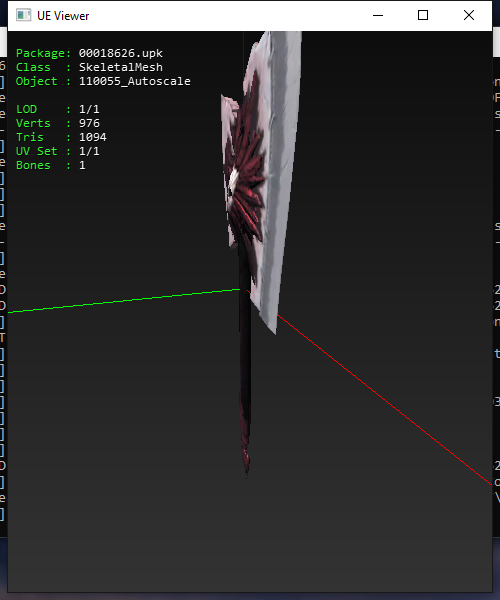 UE Viewer
Package: 00018626.upk
Class : SkeletalMesh
Object : 110055_Autoscale
LOD : 1/1
Verts : 976
Tris : 1094
UV Set : 1/1
Bones : 1